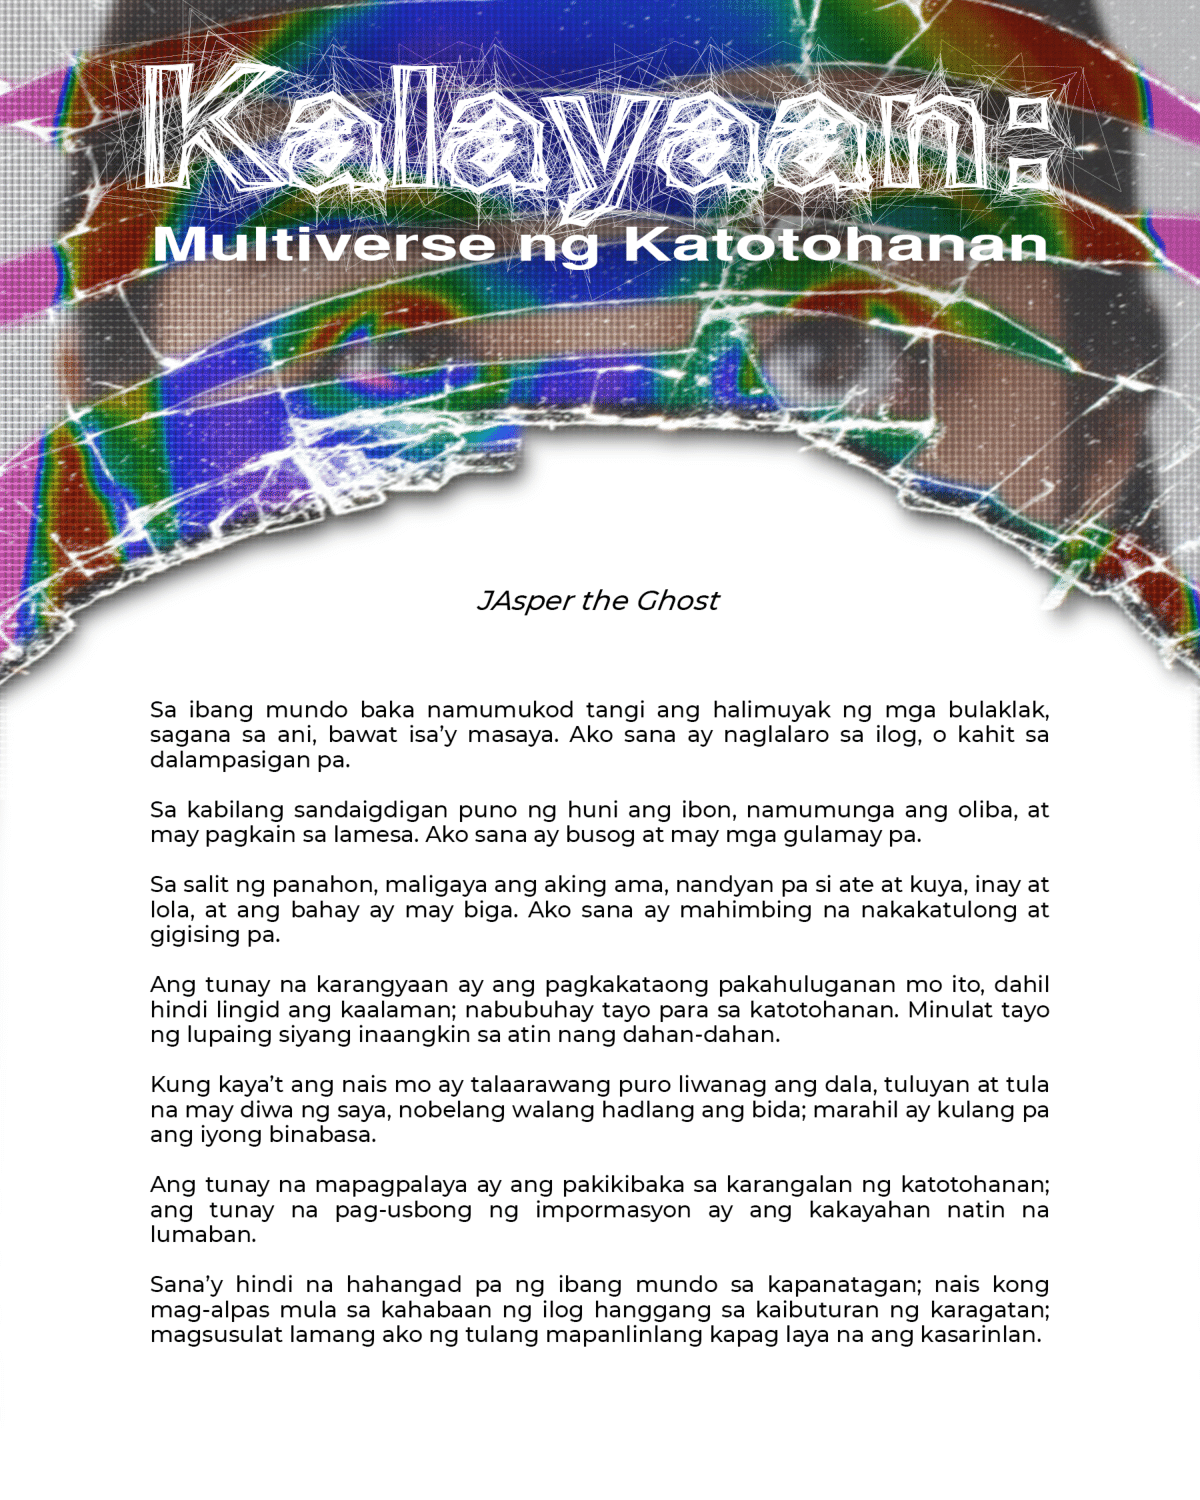 Kalayaan:
Multiverse ng Katotohanan
JAsper the Ghost
Sa ibang mundo baka namumukod tangi ang halimuyak ng mga bulaklak,
sagana sa ani, bawat isa’y masaya. Ako sana ay naglalaro sa ilog, o kahit sa
dalampasigan pa.
Sa kabilang sandaigdigan puno ng huni ang ibon, namumunga ang oliba, at
may pagkain sa lamesa. Ako sana ay busog at may mga gulamay pa.
Sa salit ng panahon, maligaya ang aking ama, nandyan pa si ate at kuya, inay at
lola, at ang bahay ay may biga. Ako sana ay mahimbing na nakakatulong at
gigising pa.
Ang tunay na karangyaan ay ang pagkakataong pakahuluganan mo ito, dahil
hindi lingid ang kaalaman; nabubuhay tayo para sa katotohanan. Minulat tayo
ng lupaing siyang inaangkin sa atin nang dahan-dahan.
Kung kaya’t ang nais mo ay talaarawang puro liwanag ang dala, tuluyan at tula
na may diwa ng saya, nobelang walang hadlang ang bida; marahil ay kulang pa
ang iyong binabasa.
Ang tunay na mapagpalaya ay ang pakikibaka sa karangalan ng katotohanan;
ang tunay na pag-usbong ng impormasyon ay ang kakayahan natin na
lumaban.
Sana’y hindi na hahangad pa ng ibang mundo sa kapanatagan; nais kong
mag-alpas mula sa kahabaan ng ilog hanggang sa kaibuturan ng karagatan;
magsusulat lamang ako ng tulang mapanlinlang kapag laya na ang kasarinlan.